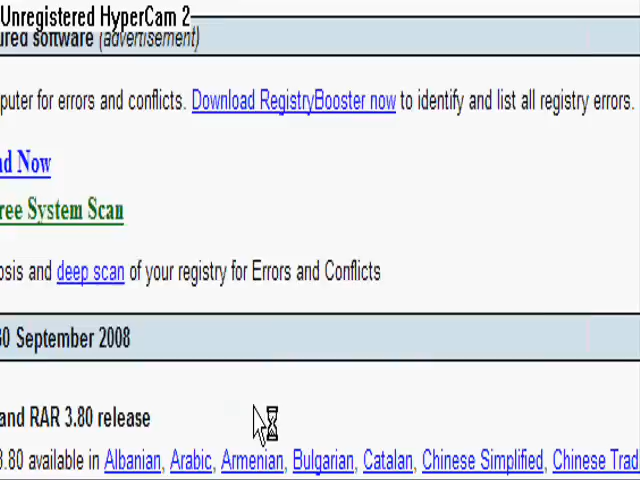 Unregistered HyperCam 2
ured software (advertisement)
puter for errors and conflicts. Download RegistryBooster now to identify and list all registry errors.
nd Now
ree System Scan
osis and deep scan of your registry for Errors and Conflicts
30 September 2008
and RAR 3.80 release
3.80 available in Albanian, Arabic, Armenian, Bulgarian, Catalan, Chinese Simplified, Chinese Trad